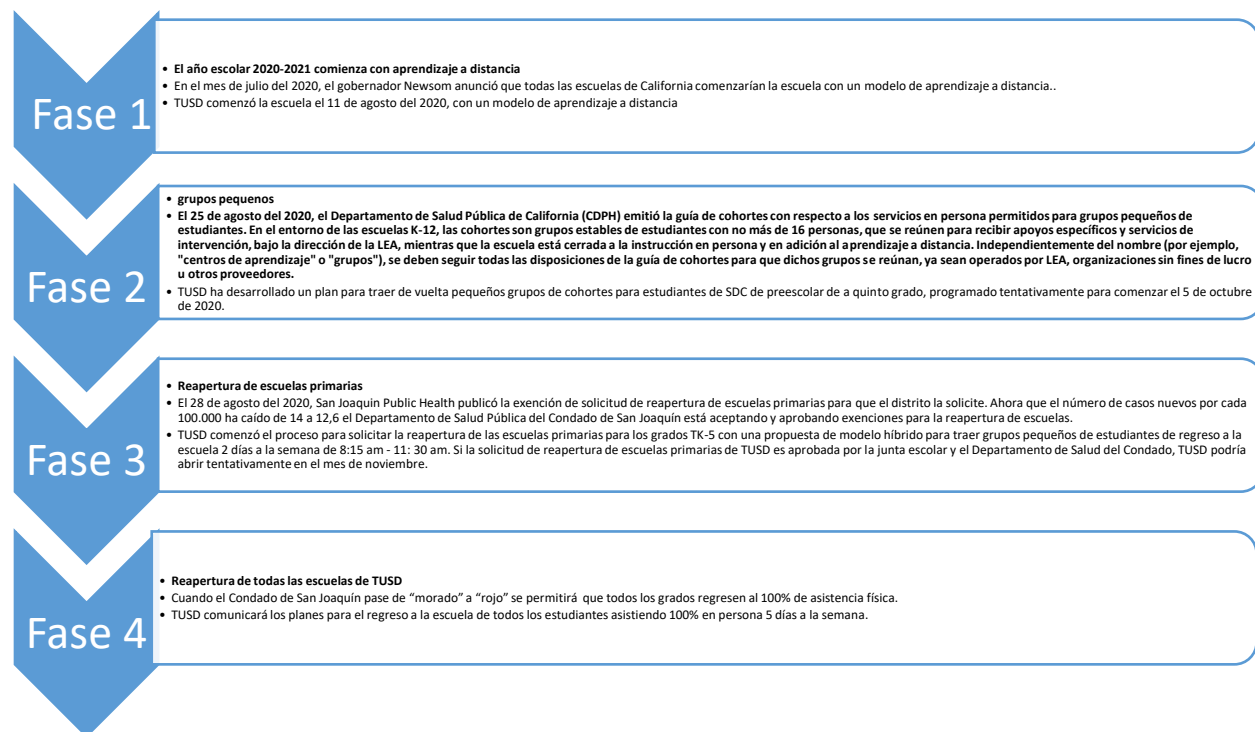 Fase 1
• El año escolar 2020-2021 comienza con aprendizaje a distancia
• En el mes de julio del 2020, el gobernador Newsom anunció que todas las escuelas de California comenzarían la escuela con un modelo de aprendizaje a distancia..
• TUSD comenzó la escuela el 11 de agosto del 2020, con un modelo de aprendizaje a distancia
Fase 2
• grupos pequenos
• El 25 de agosto del 2020, el Departamento de Salud Pública de California (CDPH) emitió la guía de cohortes con respecto a los servicios en persona permitidos para grupos pequeños de
estudiantes. En el entorno de las escuelas K-12, las cohortes son grupos estables de estudiantes con no más de 16 personas, que se reúnen para recibir apoyos específicos y servicios de
intervención, bajo la dirección de la LEA, mientras que la escuela está cerrada a la instrucción en persona y en adición al aprendizaje a distancia. Independientemente del nombre (por ejemplo,
"centros de aprendizaje" o "grupos"), se deben seguir todas las disposiciones de la guía de cohortes para que dichos grupos se reúnan, ya sean operados por LEA, organizaciones sin fines de lucro
u otros proveedores.
• TUSD ha desarrollado un plan para traer de vuelta pequeños grupos de cohortes para estudiantes de SDC de preescolar de a quinto grado, programado tentativamente para comenzar el 5 de octubre
de 2020.
Fase 3
• Reapertura de escuelas primarias
• El 28 de agosto del 2020, San Joaquin Public Health publicó la exención de solicitud de reapertura de escuelas primarias para que el distrito la solicite. Ahora que el número de casos nuevos por cada
100.000 ha caído de 14 a 12,6 el Departamento de Salud Pública del Condado de San Joaquín está aceptando y aprobando exenciones para la reapertura de escuelas.
• TUSD comenzó el proceso para solicitar la reapertura de las escuelas primarias para los grados TK-5 con una propuesta de modelo híbrido para traer grupos pequeños de estudiantes de regreso a la
escuela 2 días a la semana de 8:15 am - 11: 30 am. Si la solicitud de reapertura de escuelas primarias de TUSD es aprobada por la junta escolar y el Departamento de Salud del Condado, TUSD podría
abrir tentativamente en el mes de noviembre.
Fase 4
• Reapertura de todas las escuelas de TUSD
• Cuando el Condado de San Joaquín pase de “morado” a “rojo” se permitirá que todos los grados regresen al 100% de asistencia física.
• TUSD comunicará los planes para el regreso a la escuela de todos los estudiantes asistiendo 100% en persona 5 días a la semana.